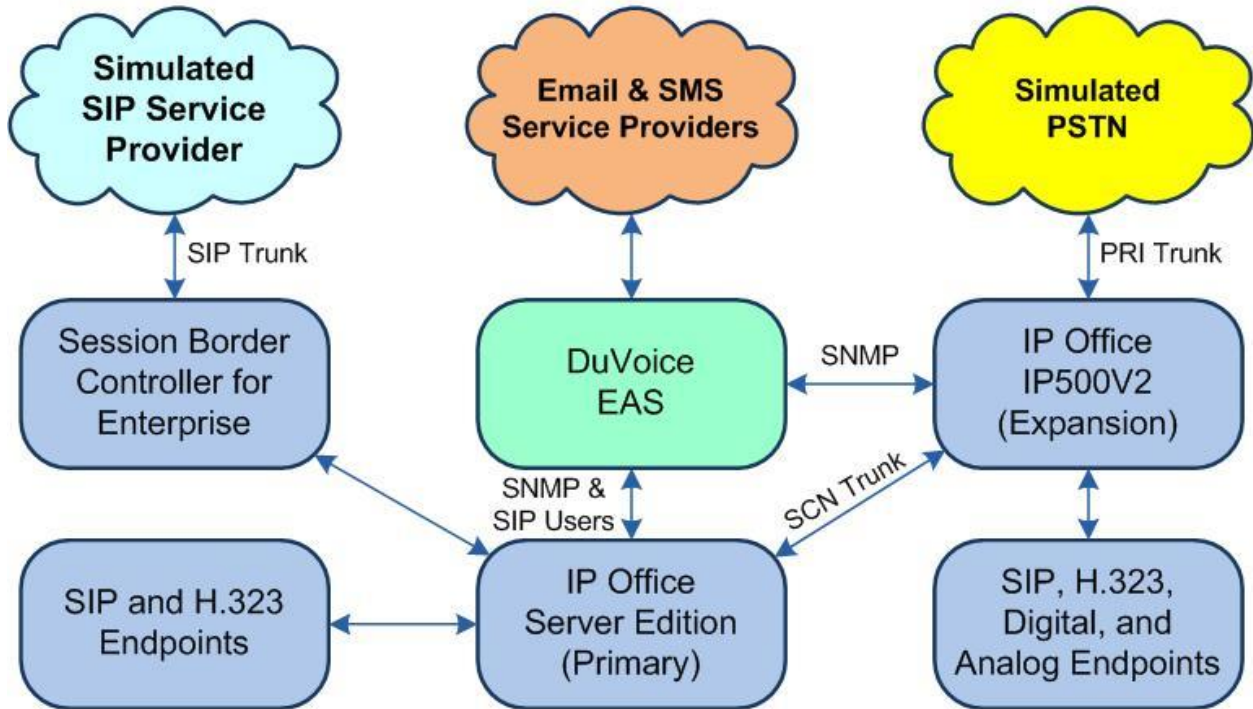 Simulated
SIP Service
Provider
Email & SMS
Service Providers
Simulated
PSTN
SIP Trunk
PRI Trunk
Session Border
Controller for
Enterprise
DuVoice
EAS
SNMP
IP Office
IP500V2
(Expansion)
SNMP &
SIP Users
SCN Trunk
SIP and H.323
Endpoints
IP Office
Server Edition
(Primary)
SIP, H.323,
Digital, and
Analog Endpoints